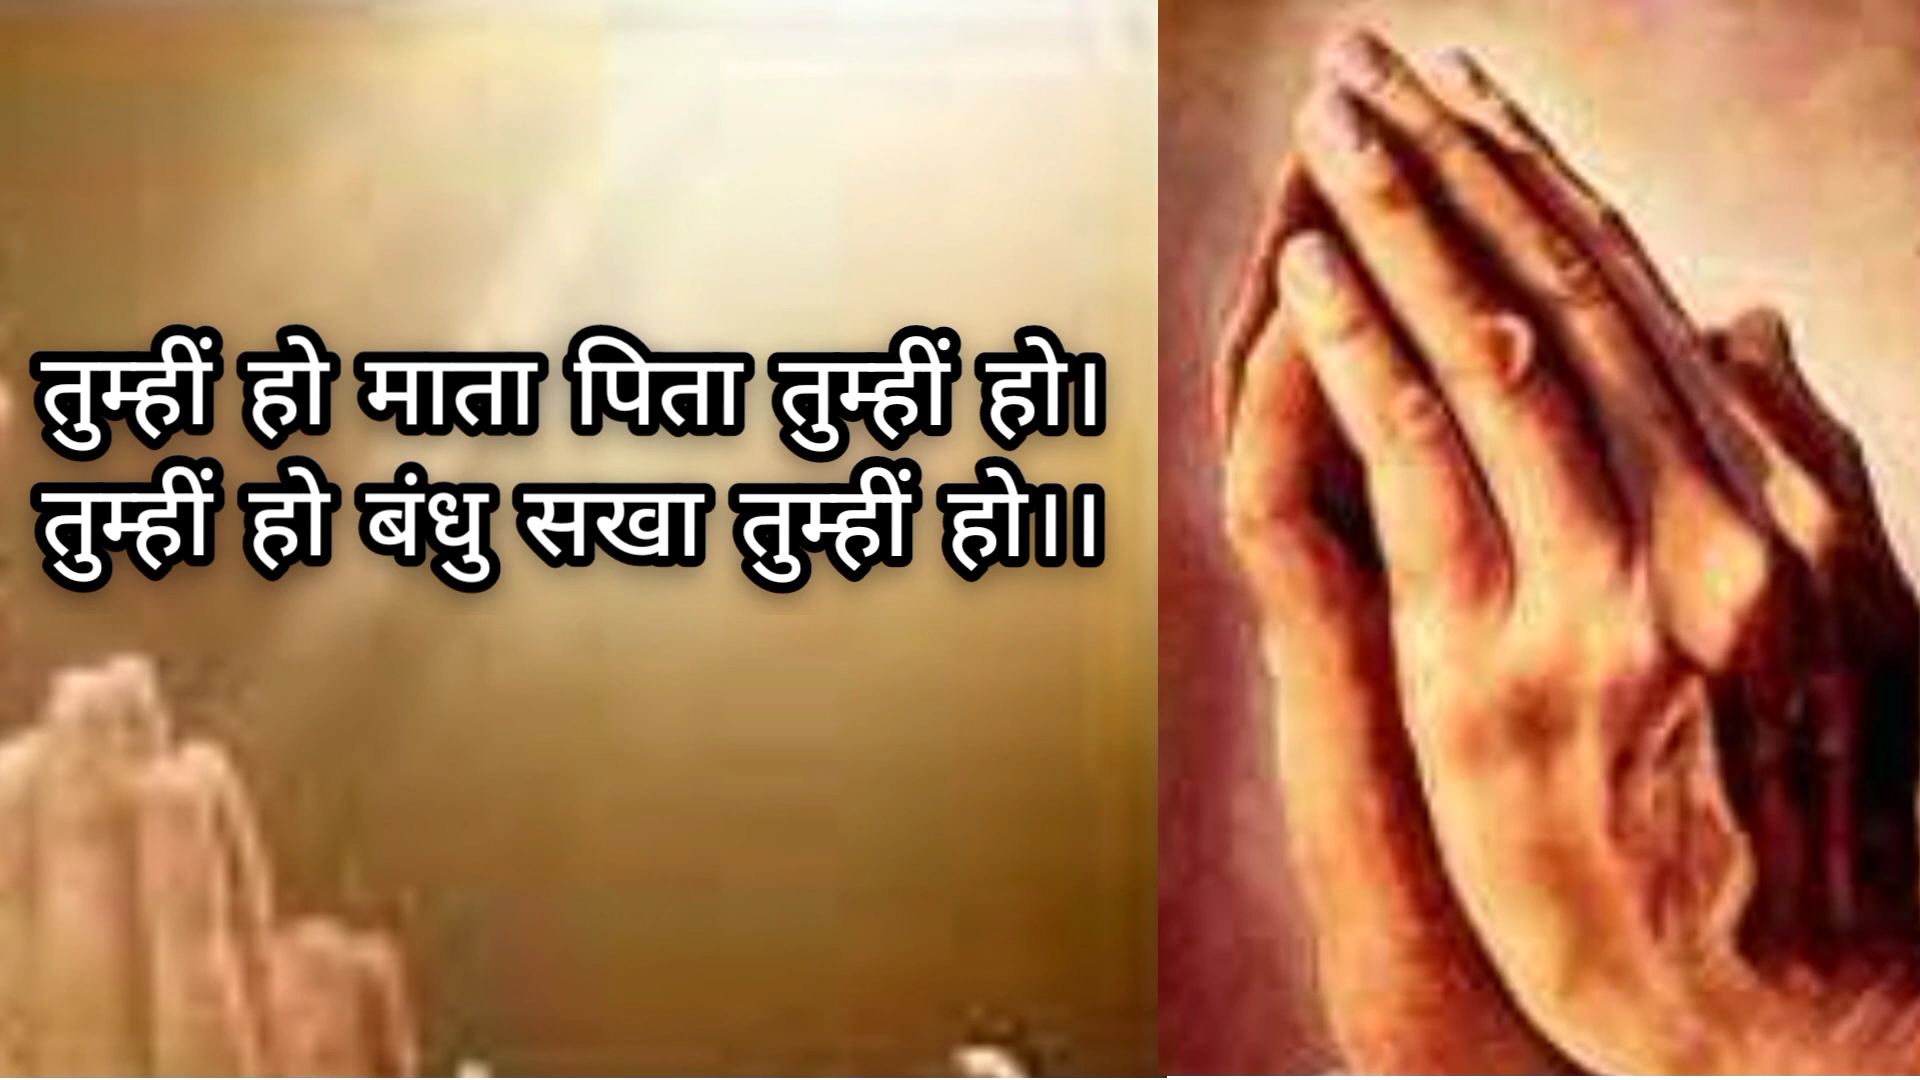 तुम्हीं हो माता पिता तुम्हीं हो।
तुम्हीं हो बंधु सखा तुम्हीं हो।।